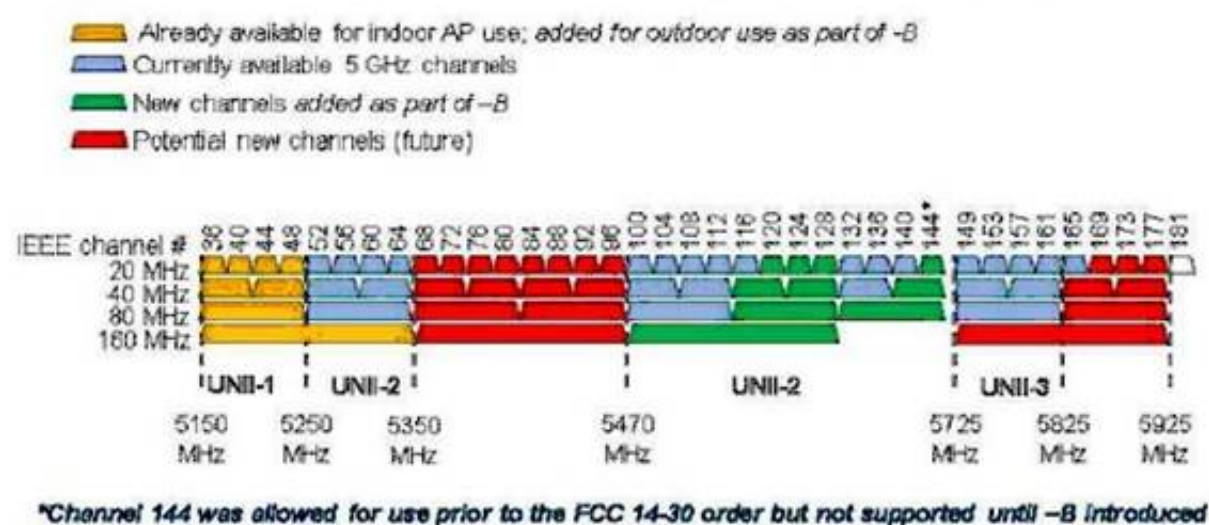 Already available for indoor AP use; added for outdoor use as part of -B
Currently available 5 GHz channels
New channels added as part of –B
Potential new channels (future)
IEEE channel # 36 40 44 48 52 56 60 64 68 72 76 80 84 88 92 96 100 104 108 112 116 120 124 128 132 136 140 144* 149 153 157 161 165 169 173 177 181
20 MHz
40 MHz
80 MHz
160 MHz
UNII-1 UNII-2 UNII-2 UNII-3
5150 5250 5350 5470 5725 5825 5925
MHz MHz MHz MHz MHz MHz MHz
*Channel 144 was allowed for use prior to the FCC 14-30 order but not supported until –B introduced